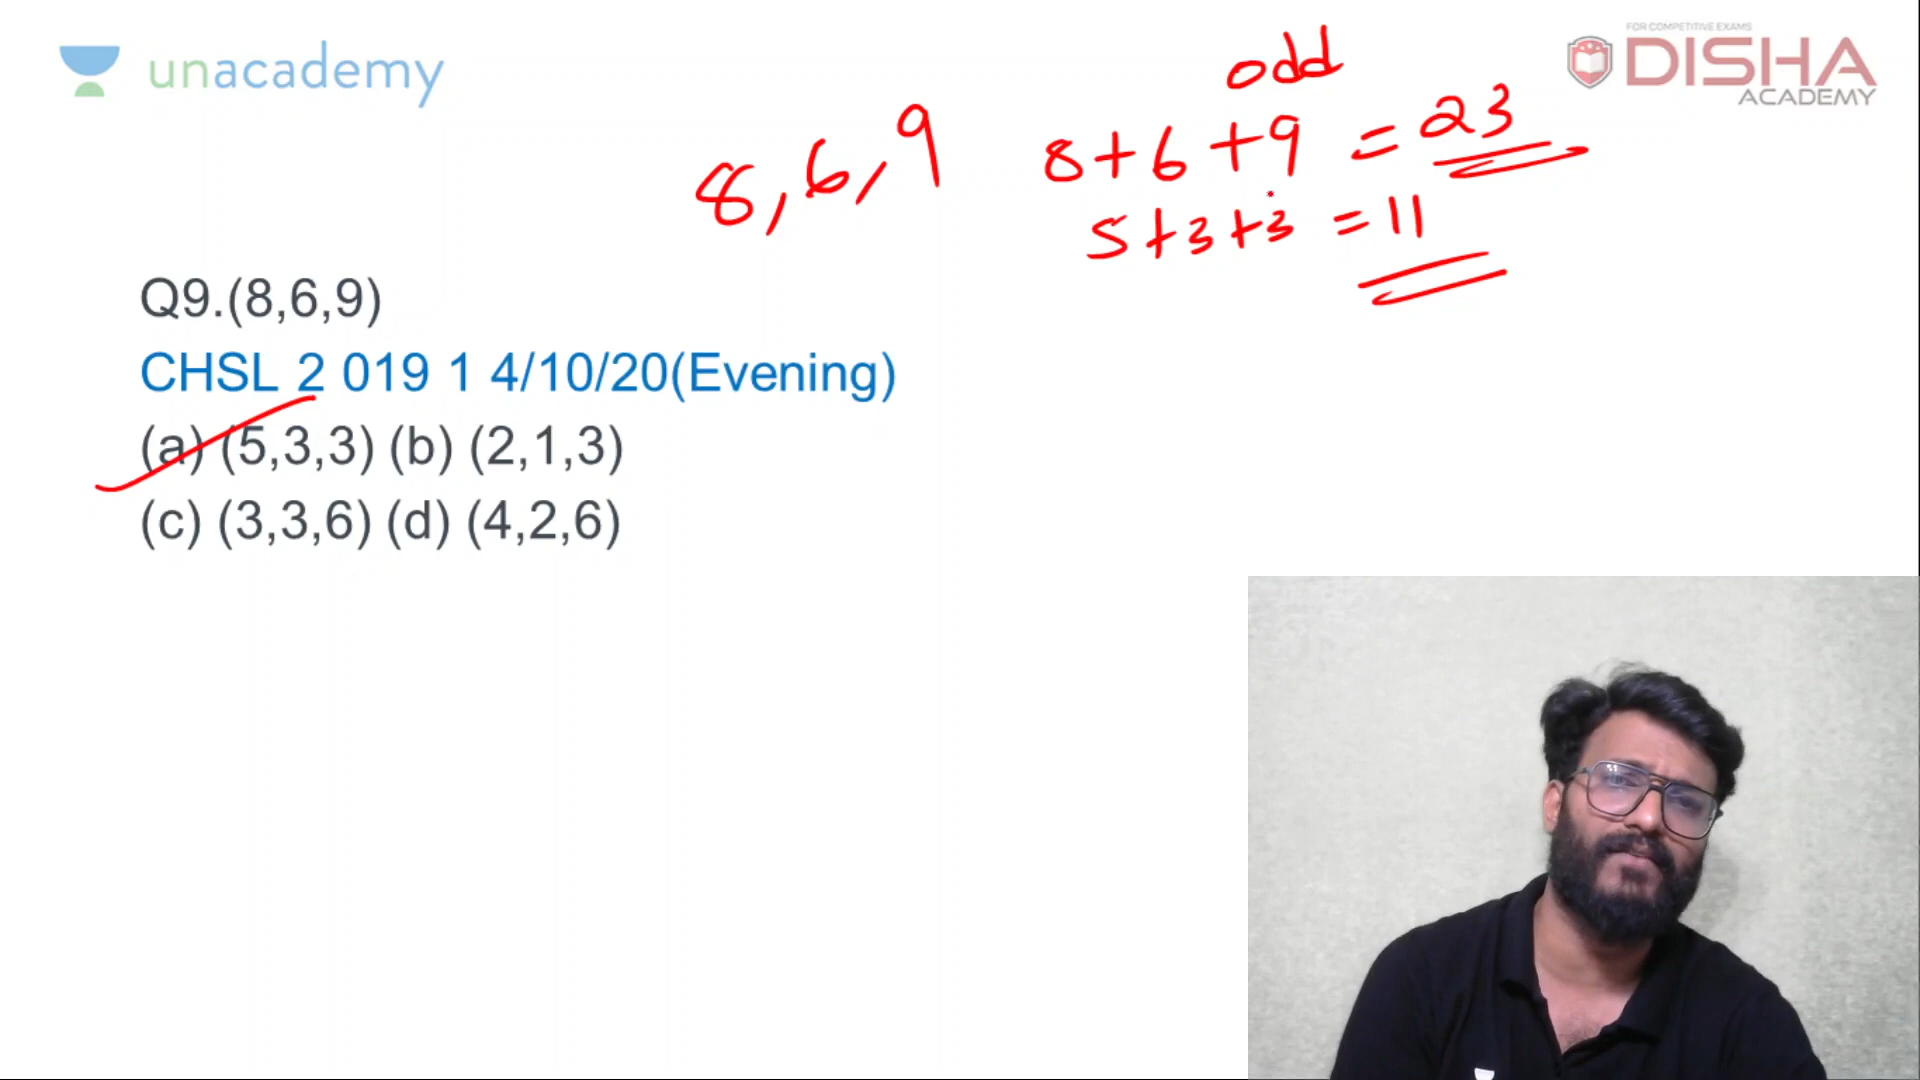 unacademy
FOR COMPETITIVE EXAMS
DISHA
ACADEMY
odd
8, 6, 9
8+6+9 = 23
5+3+3 = 11
Q9.(8,6,9)
CHSL 2 019 1 4/10/20(Evening)
(a) (5,3,3) (b) (2,1,3)
(c) (3,3,6) (d) (4,2,6)